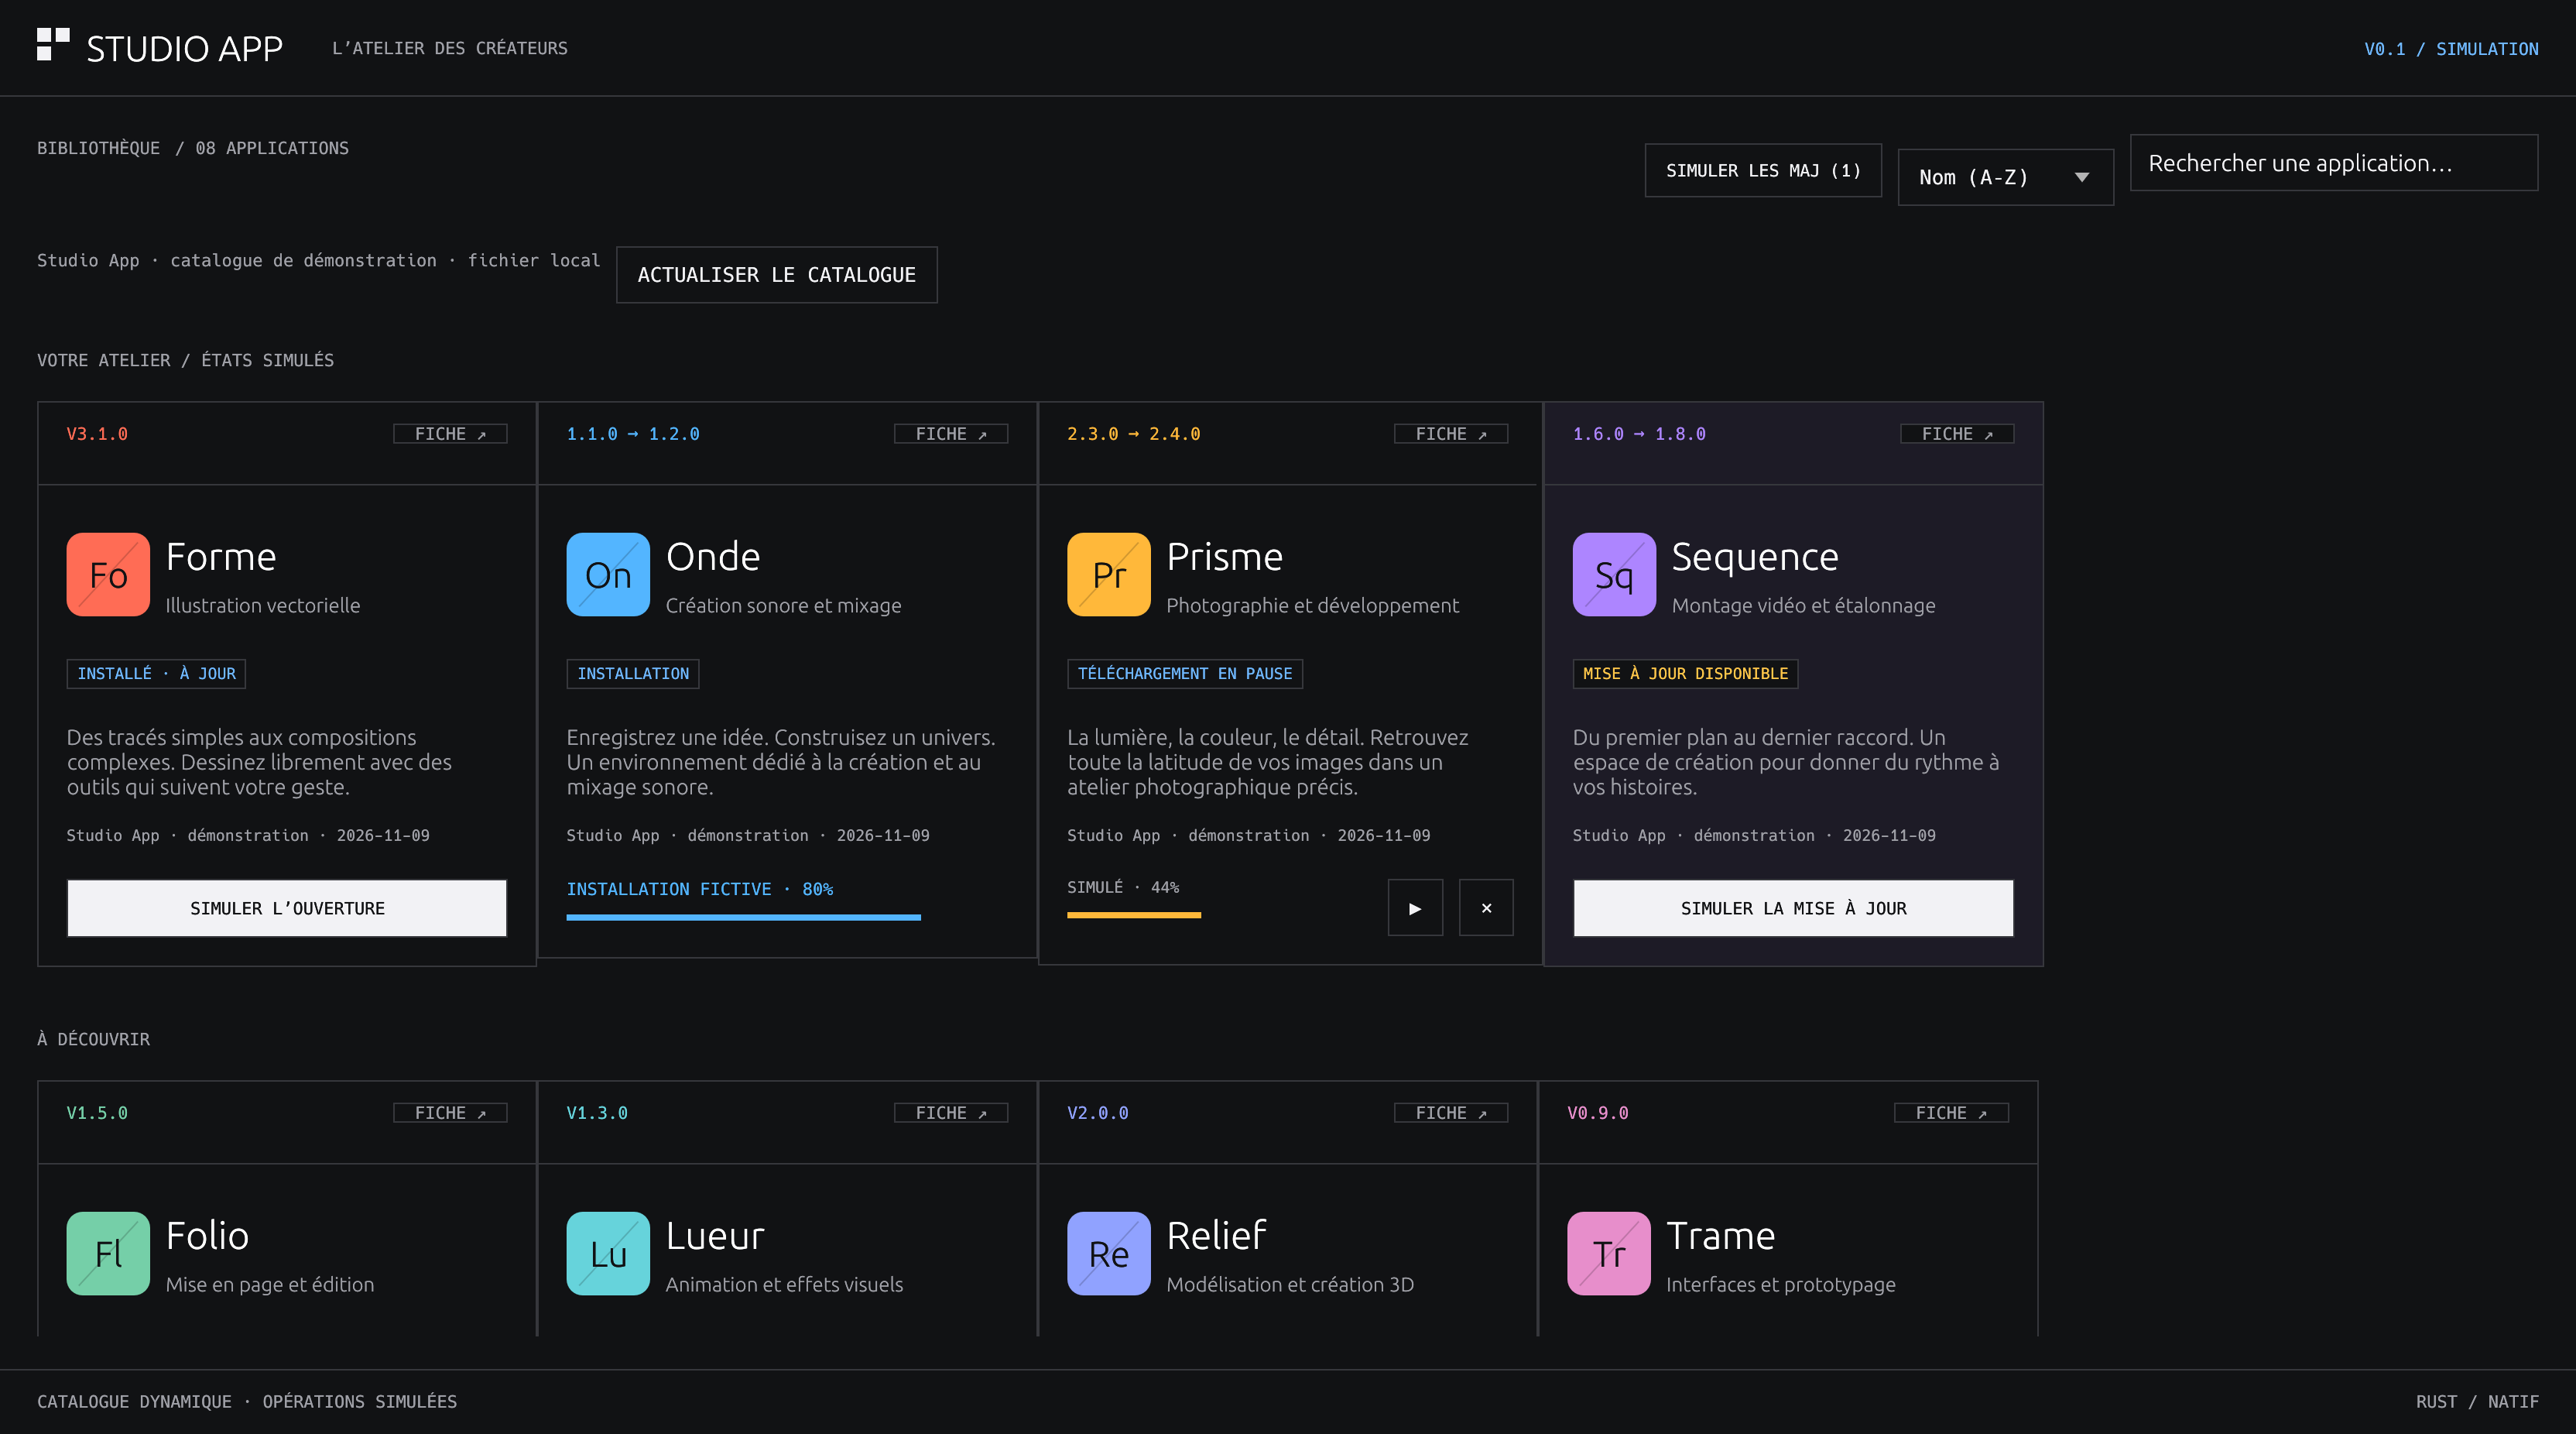 STUDIO APP
L’ATELIER DES CRÉATEURS
V0.1 / SIMULATION
BIBLIOTHÈQUE / 08 APPLICATIONS
SIMULER LES MAJ (1)
Nom (A-Z)
Rechercher une application…
Studio App · catalogue de démonstration · fichier local
ACTUALISER LE CATALOGUE
VOTRE ATELIER / ÉTATS SIMULÉS
V3.1.0
FICHE ↗
Fo
Forme
Illustration vectorielle
INSTALLÉ · À JOUR
Des tracés simples aux compositions
complexes. Dessinez librement avec des
outils qui suivent votre geste.
Studio App · démonstration · 2026-11-09
SIMULER L’OUVERTURE
1.1.0 → 1.2.0
FICHE ↗
On
Onde
Création sonore et mixage
INSTALLATION
Enregistrez une idée. Construisez un univers.
Un environnement dédié à la création et au
mixage sonore.
Studio App · démonstration · 2026-11-09
INSTALLATION FICTIVE · 80%
2.3.0 → 2.4.0
FICHE ↗
Pr
Prisme
Photographie et développement
TÉLÉCHARGEMENT EN PAUSE
La lumière, la couleur, le détail. Retrouvez
toute la latitude de vos images dans un
atelier photographique précis.
Studio App · démonstration · 2026-11-09
SIMULÉ · 44%
1.6.0 → 1.8.0
FICHE ↗
Sq
Sequence
Montage vidéo et étalonnage
MISE À JOUR DISPONIBLE
Du premier plan au dernier raccord. Un
espace de création pour donner du rythme à
vos histoires.
Studio App · démonstration · 2026-11-09
SIMULER LA MISE À JOUR
À DÉCOUVRIR
V1.5.0
FICHE ↗
Fl
Folio
Mise en page et édition
V1.3.0
FICHE ↗
Lu
Lueur
Animation et effets visuels
V2.0.0
FICHE ↗
Re
Relief
Modélisation et création 3D
V0.9.0
FICHE ↗
Tr
Trame
Interfaces et prototypage
CATALOGUE DYNAMIQUE · OPÉRATIONS SIMULÉES
RUST / NATIF